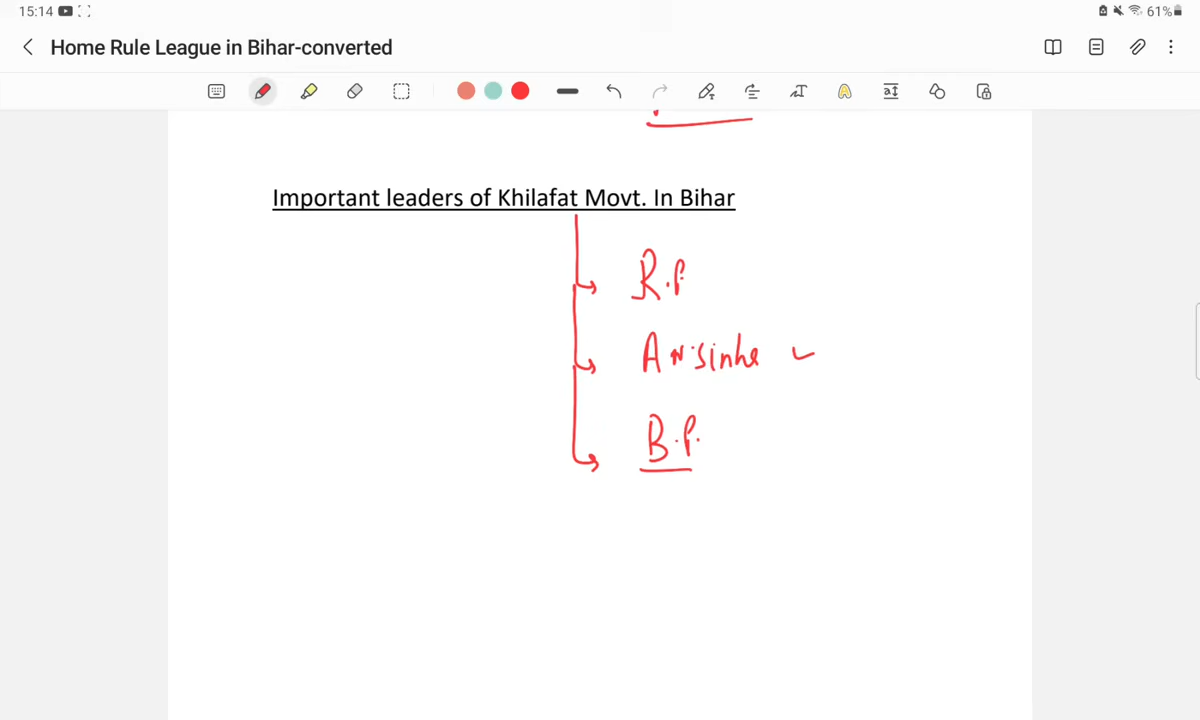 15:14 61%
Home Rule League in Bihar-converted
Important leaders of Khilafat Movt. In Bihar
R.P
A N.sinha
B.P.